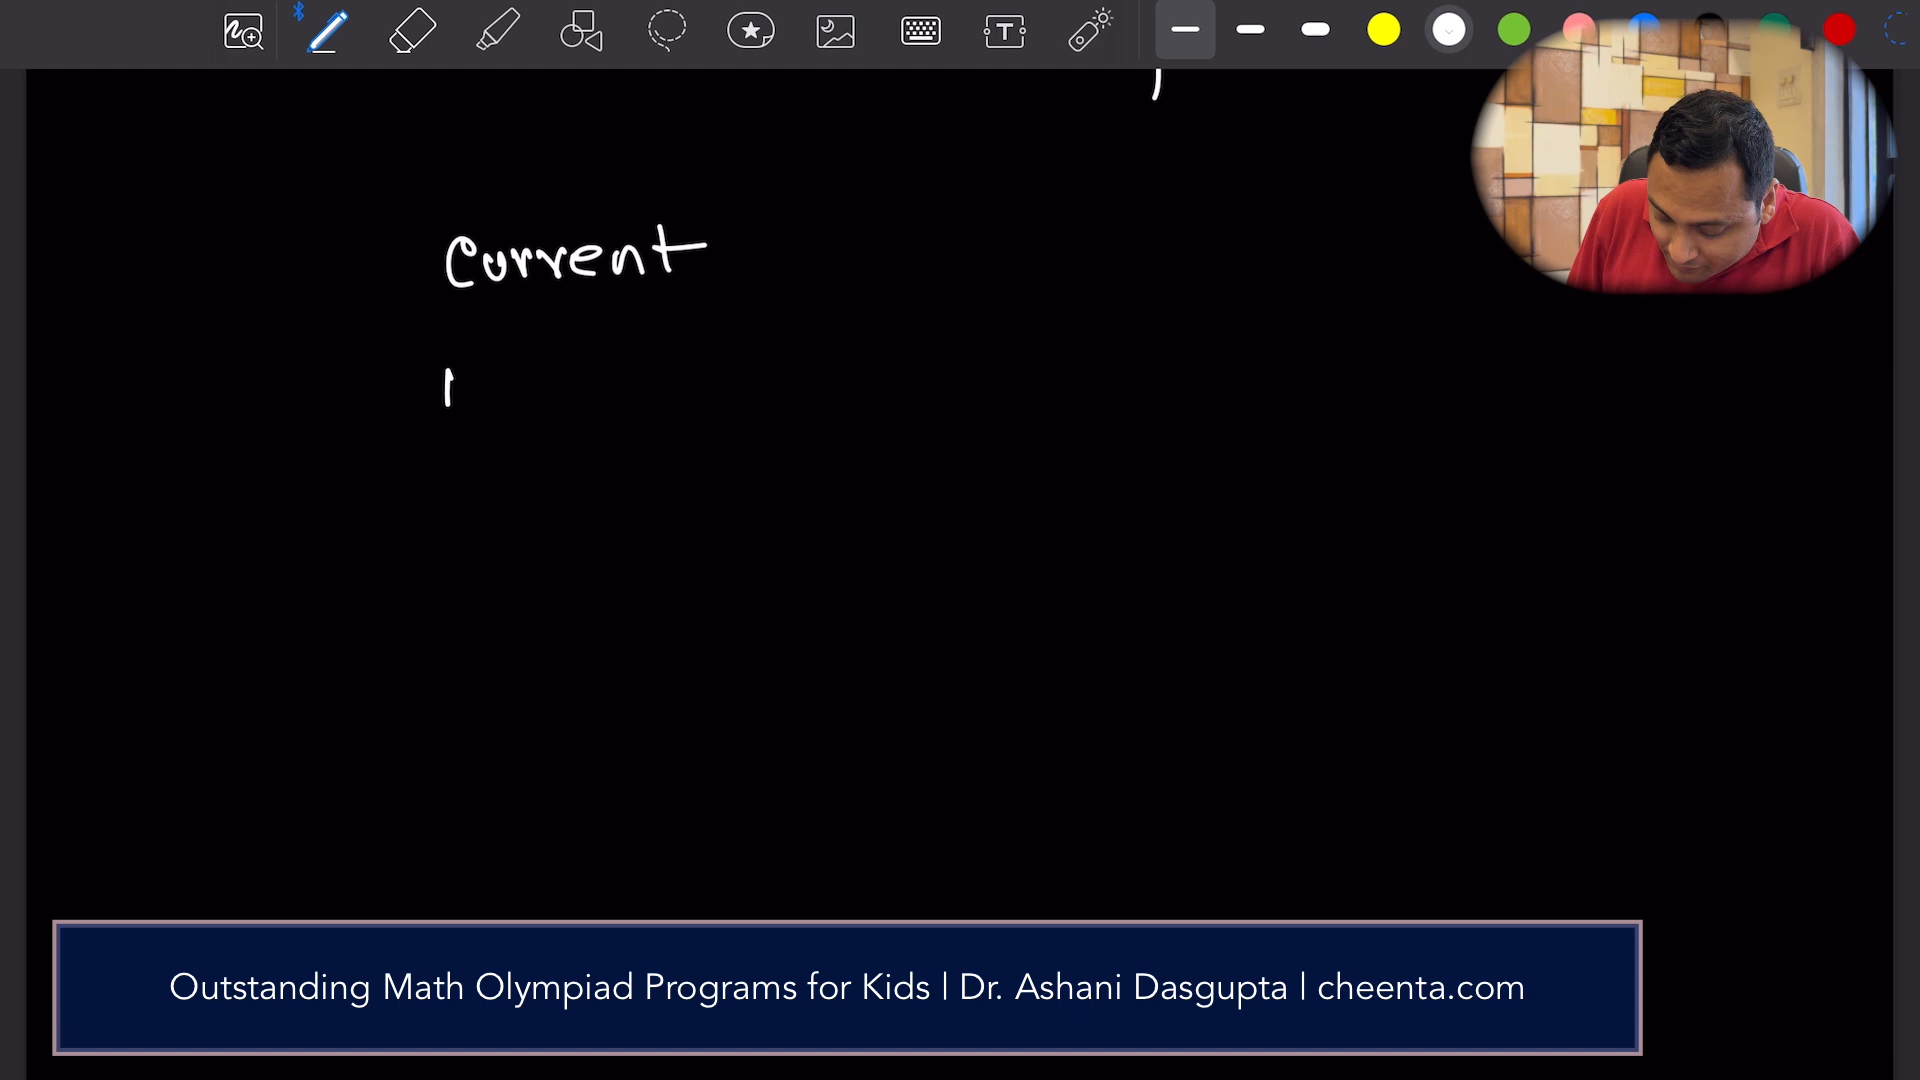 Current
Outstanding Math Olympiad Programs for Kids | Dr. Ashani Dasgupta | cheenta.com